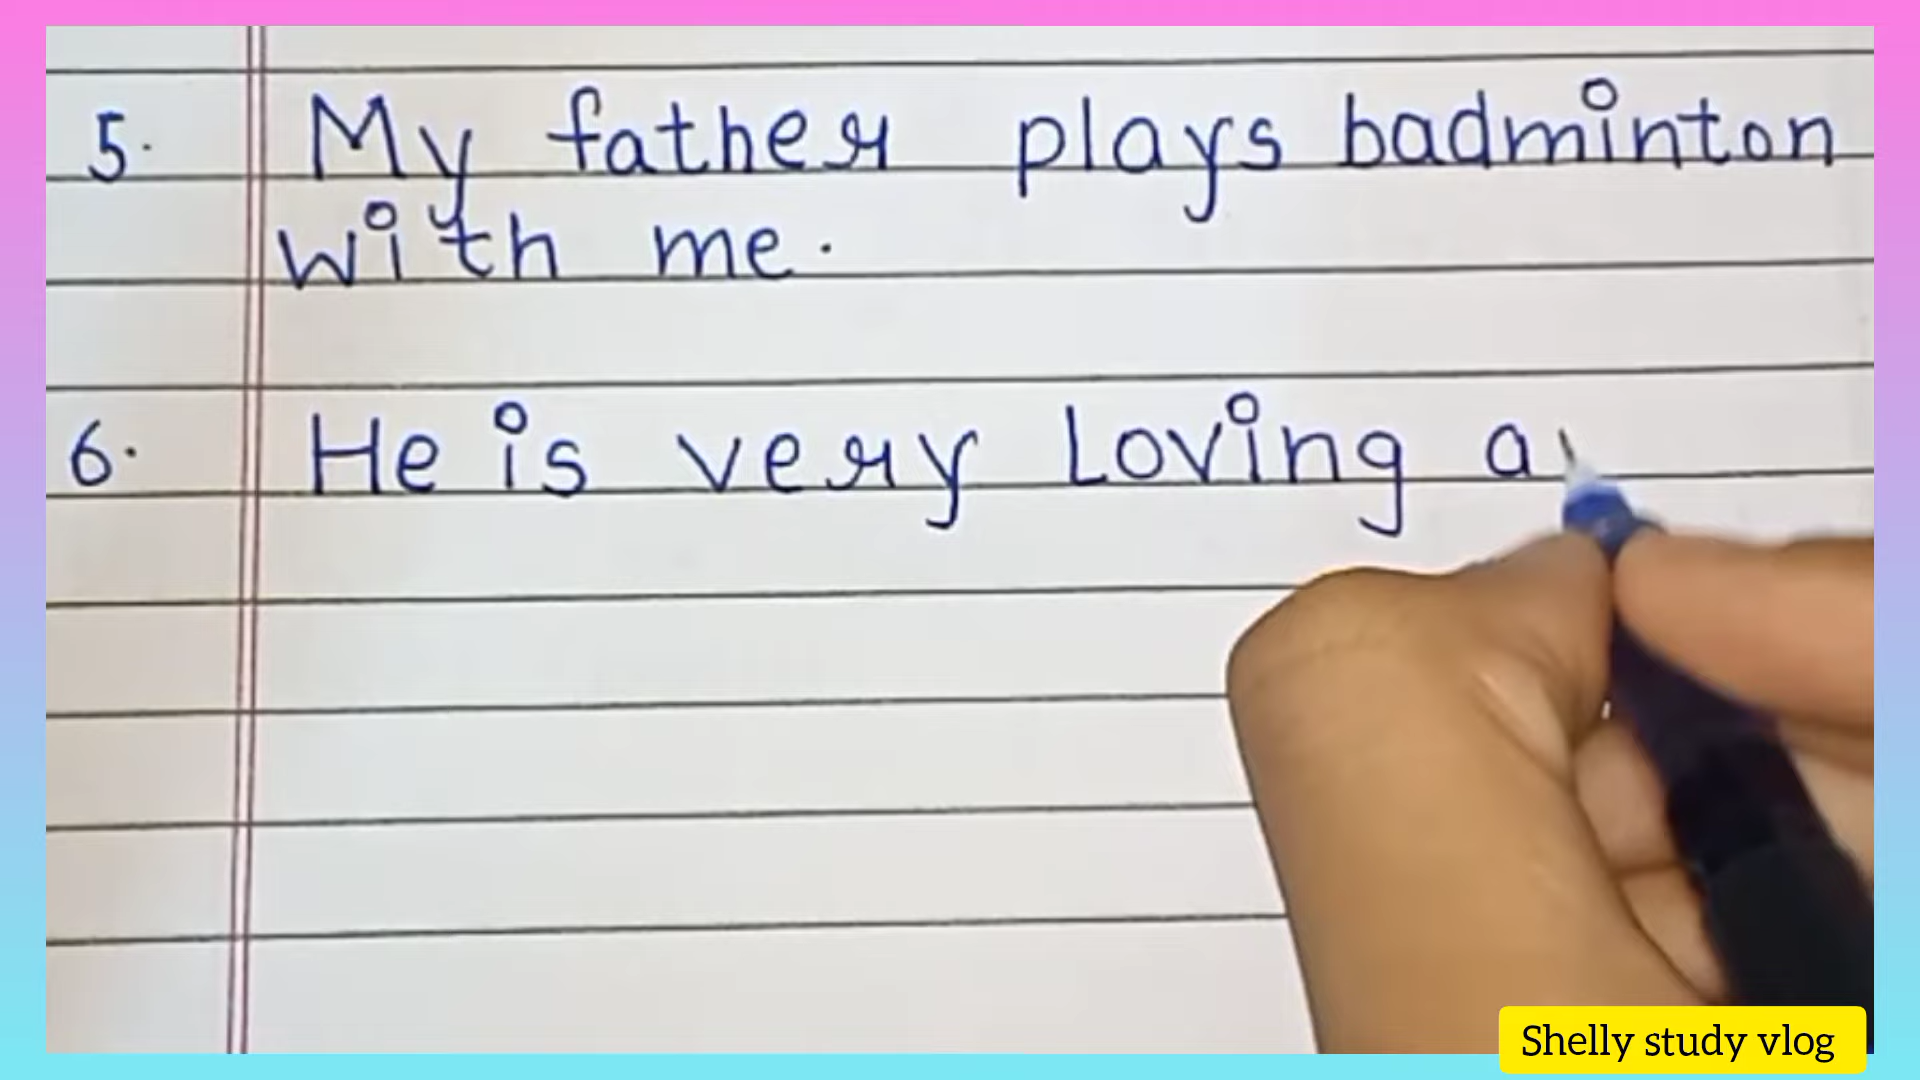 5. My father plays badminton
with me.
6. He is very Loving a
Shelly study vlog